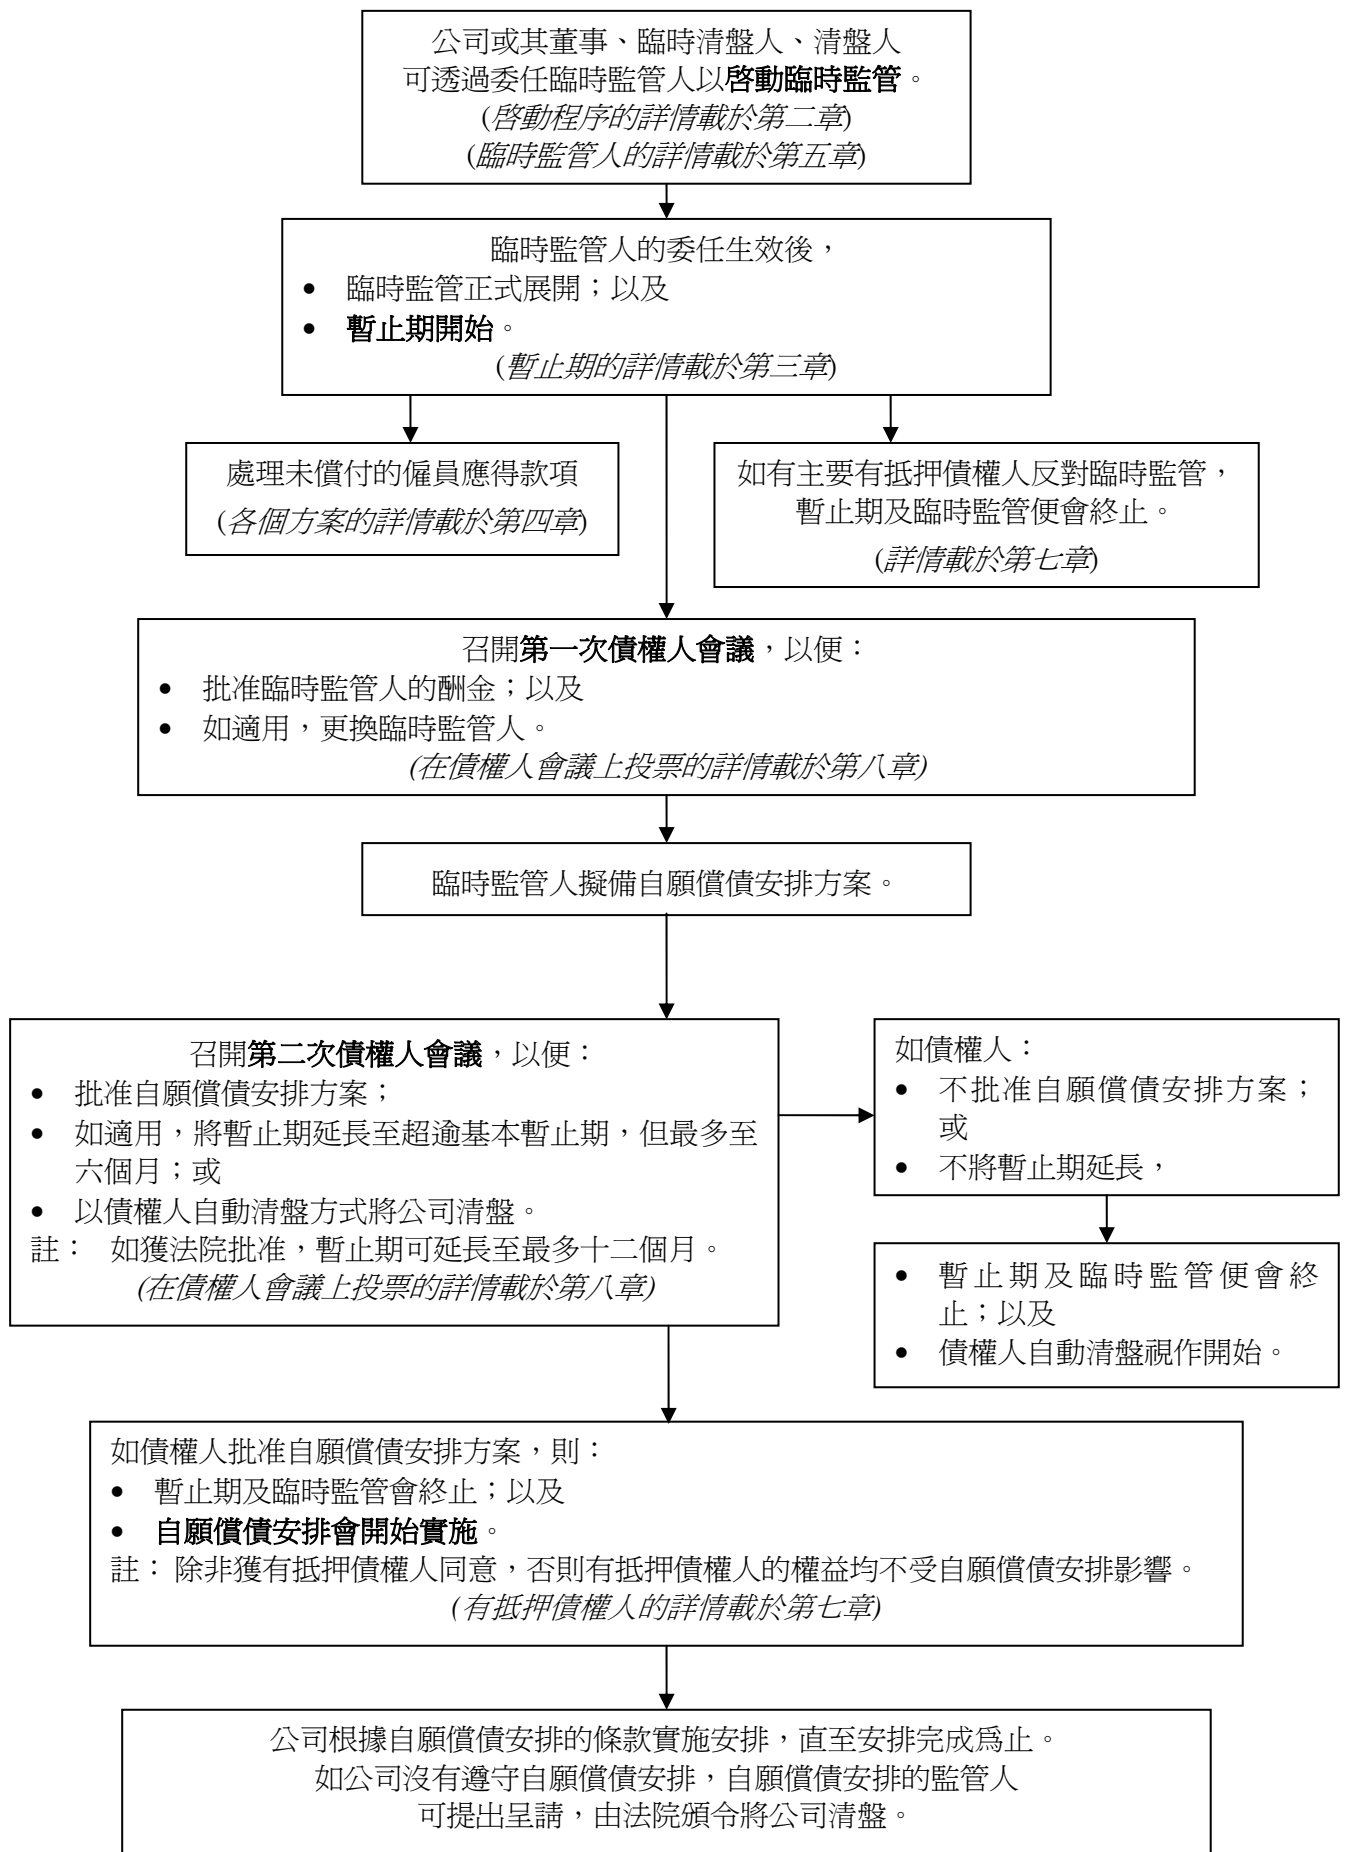 公司或其董事、臨時清盤人、清盤人
可透過委任臨時監管人以啓動臨時監管。
(啓動程序的詳情載於第二章)
(臨時監管人的詳情載於第五章)
臨時監管人的委任生效後，
• 臨時監管正式展開；以及
• 暫止期開始。
(暫止期的詳情載於第三章)
處理未償付的僱員應得款項
(各個方案的詳情載於第四章)
如有主要有抵押債權人反對臨時監管，
暫止期及臨時監管便會終止。
(詳情載於第七章)
召開第一次債權人會議，以便：
• 批准臨時監管人的酬金；以及
• 如適用，更換臨時監管人。
(在債權人會議上投票的詳情載於第八章)
臨時監管人擬備自願償債安排方案。
召開第二次債權人會議，以便：
• 批准自願償債安排方案；
• 如適用，將暫止期延長至超逾基本暫止期，但最多至
六個月；或
• 以債權人自動清盤方式將公司清盤。
註： 如獲法院批准，暫止期可延長至最多十二個月。
(在債權人會議上投票的詳情載於第八章)
如債權人：
• 不批准自願償債安排方案；
或
• 不將暫止期延長，
• 暫止期及臨時監管便會終
止；以及
• 債權人自動清盤視作開始。
如債權人批准自願償債安排方案，則：
• 暫止期及臨時監管會終止；以及
• 自願償債安排會開始實施。
註： 除非獲有抵押債權人同意，否則有抵押債權人的權益均不受自願償債安排影響。
(有抵押債權人的詳情載於第七章)
公司根據自願償債安排的條款實施安排，直至安排完成爲止。
如公司沒有遵守自願償債安排，自願償債安排的監管人
可提出呈請，由法院頒令將公司清盤。